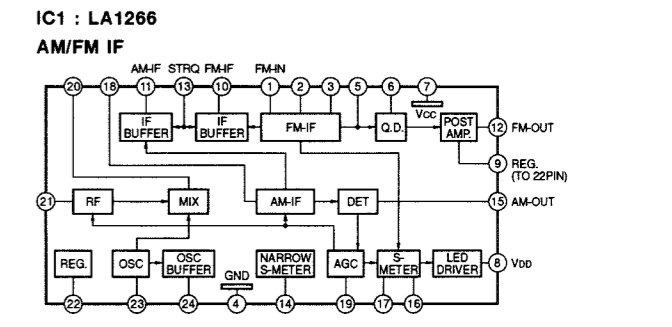 IC1 : LA1266
AM/FM IF
AM-IF STRQ FM-IF FM-IN
20 18 11 13 10 1 2 3 5 6 7
VCC
IF BUFFER
IF BUFFER
FM-IF
Q.D.
POST AMP.
12 FM-OUT
9 REG.
(TO 22PIN)
21
RF
MIX
AM-IF
DET
15 AM-OUT
REG.
OSC
OSC BUFFER
GND
NARROW S-METER
AGC
S-METER
LED DRIVER
8 VDD
22 23 24 4 14 19 17 16